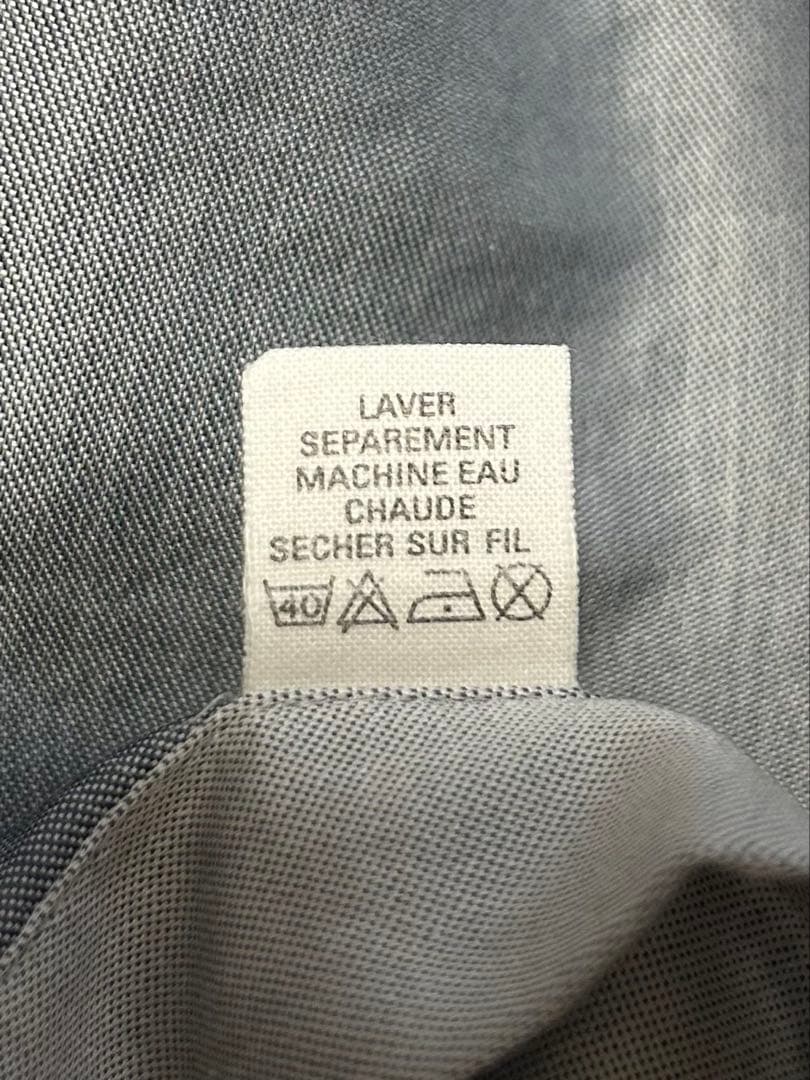 LAVER
SEPAREMENT
MACHINE EAU
CHAUDE
SECHER SUR FIL
40